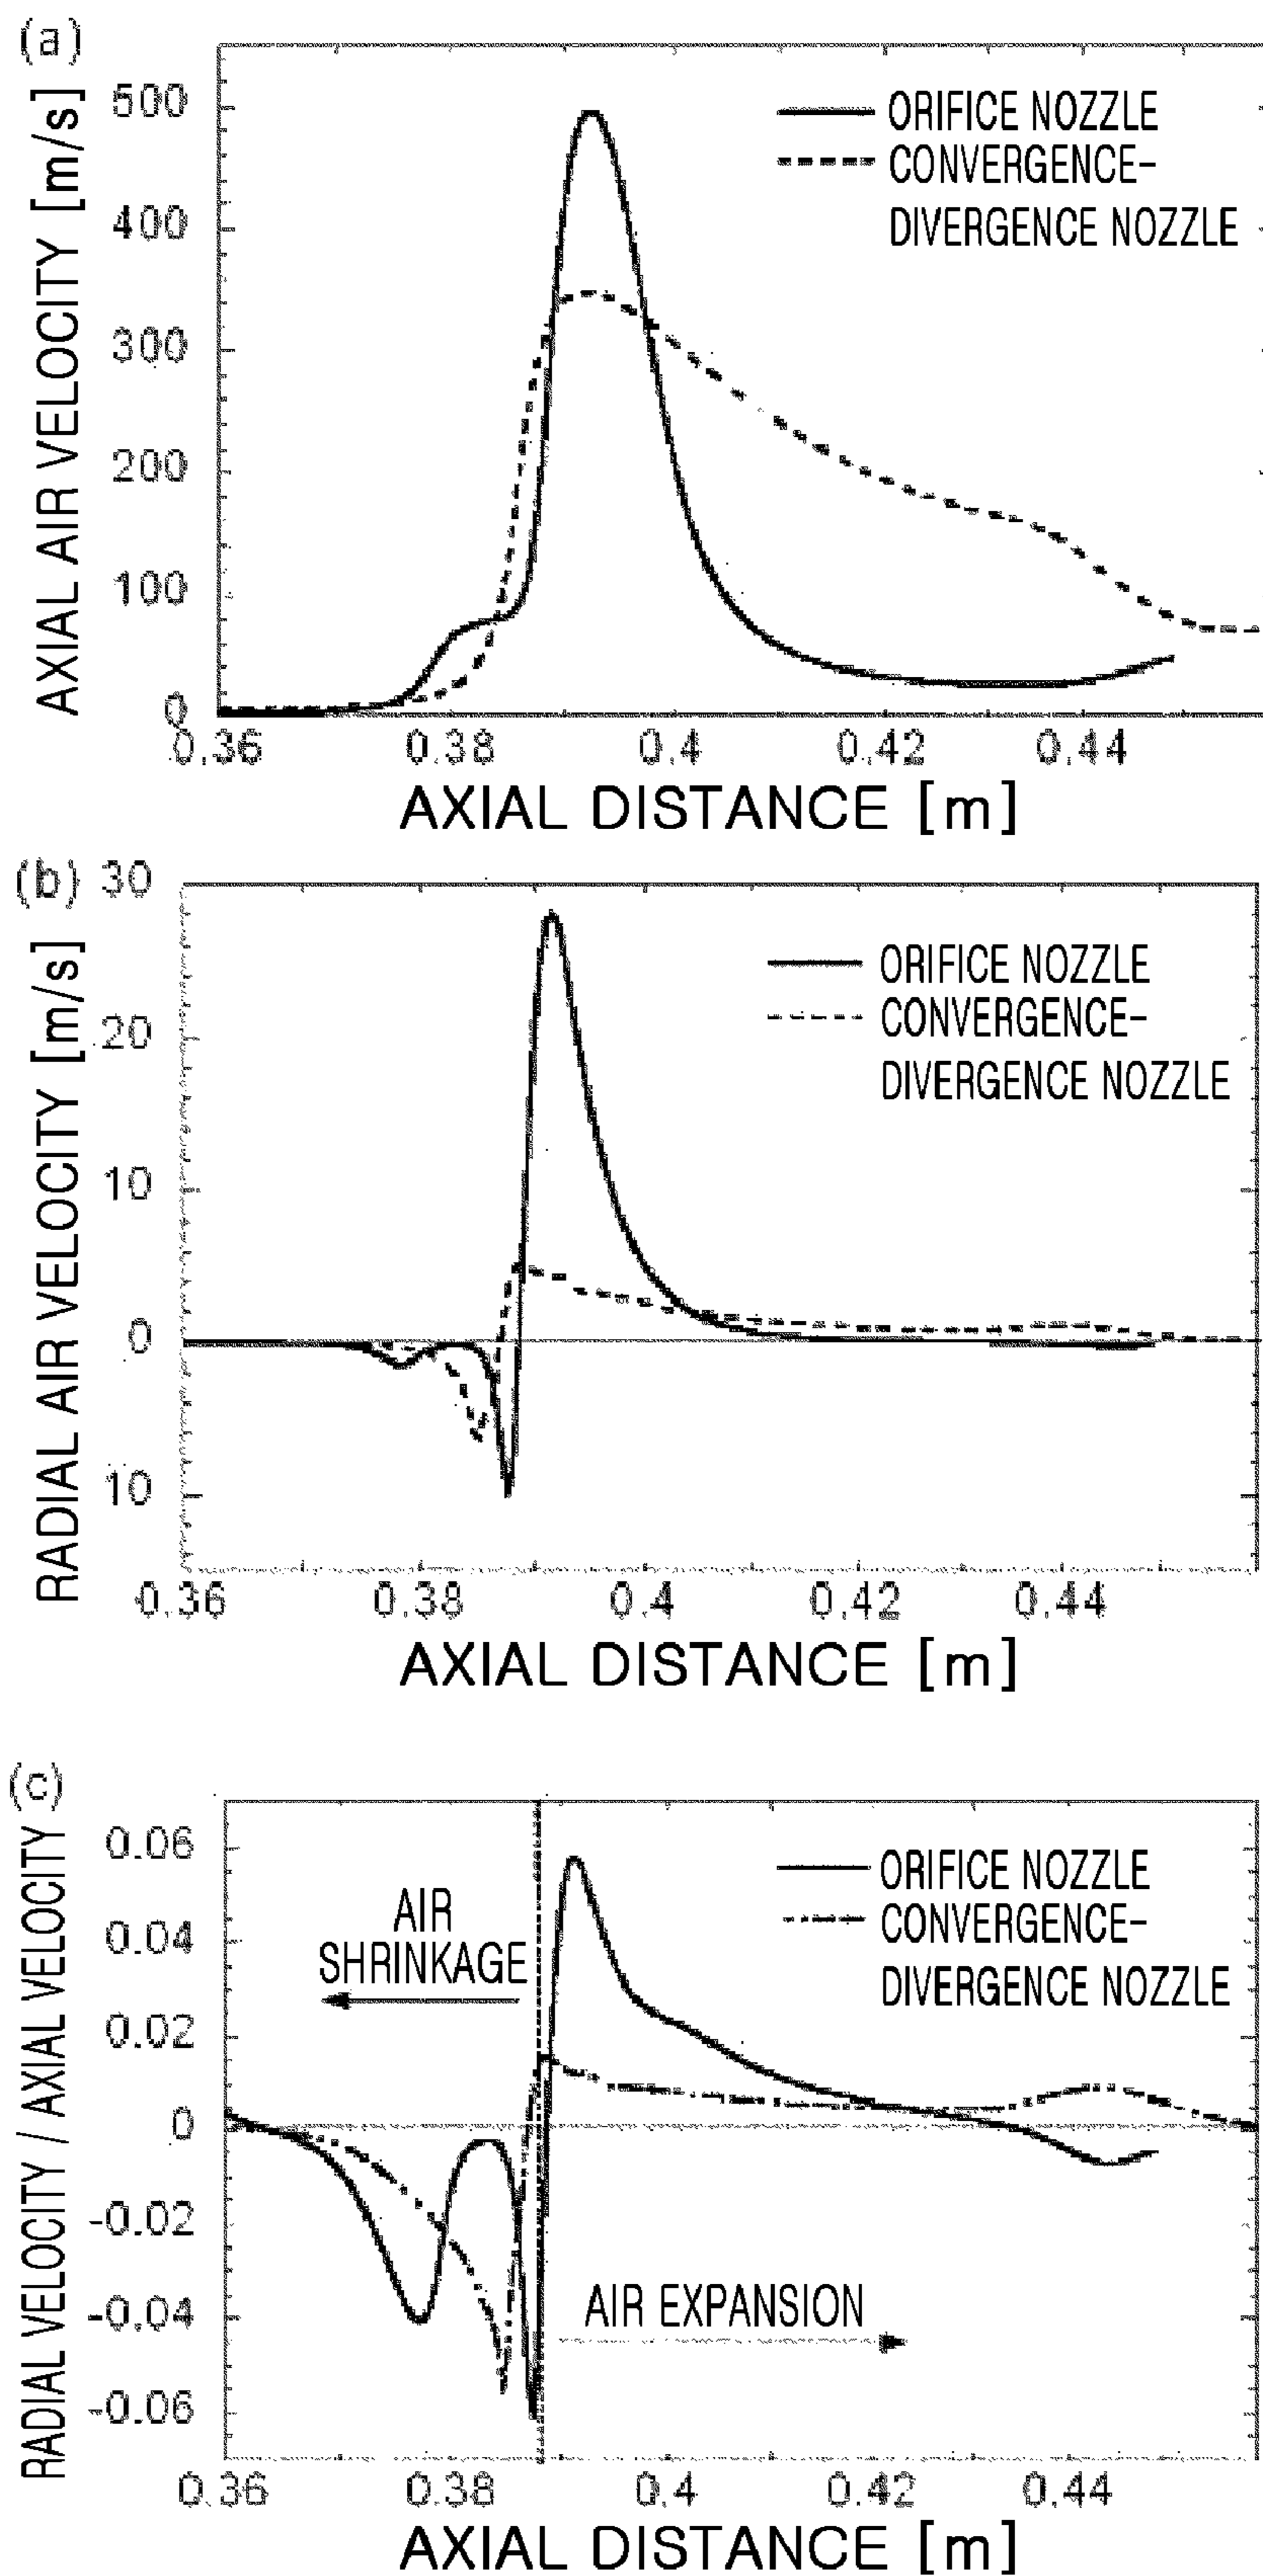 (a)
AXIAL AIR VELOCITY [m/s]
500
400
300
200
100
0
ORIFICE NOZZLE
CONVERGENCE-
DIVERGENCE NOZZLE
0.36 0.38 0.4 0.42 0.44
AXIAL DISTANCE [m]
(b)
RADIAL AIR VELOCITY [m/s]
30
20
10
0
10
ORIFICE NOZZLE
CONVERGENCE-
DIVERGENCE NOZZLE
0.36 0.38 0.4 0.42 0.44
AXIAL DISTANCE [m]
(c)
RADIAL VELOCITY / AXIAL VELOCITY
0.06
0.04
0.02
0
-0.02
-0.04
-0.06
AIR
SHRINKAGE
ORIFICE NOZZLE
CONVERGENCE-
DIVERGENCE NOZZLE
AIR EXPANSION
0.36 0.38 0.4 0.42 0.44
AXIAL DISTANCE [m]